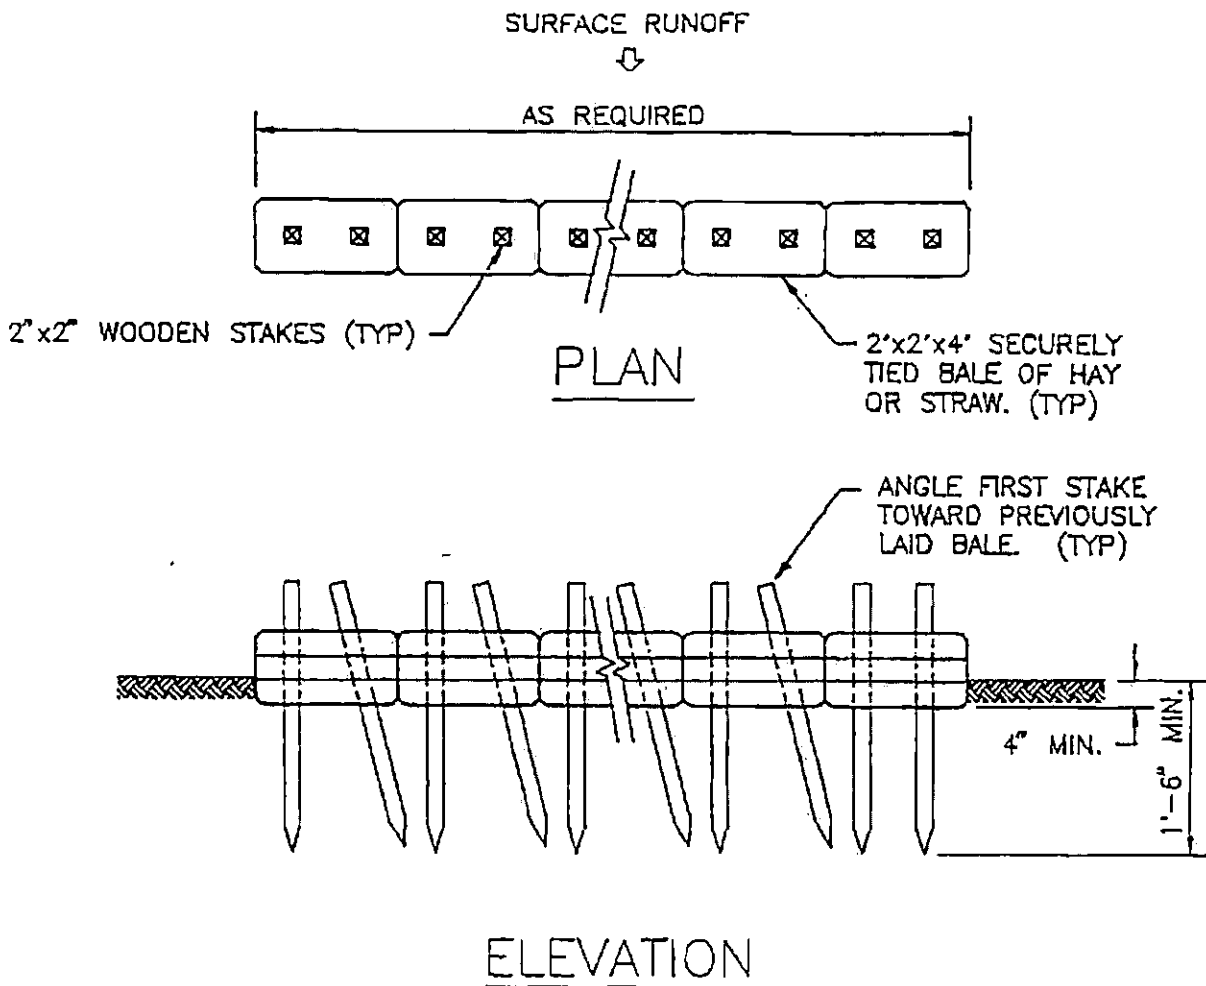 SURFACE RUNOFF
AS REQUIRED
2"x2" WOODEN STAKES (TYP)
PLAN
2'x2'x4' SECURELY
TIED BALE OF HAY
OR STRAW. (TYP)
ANGLE FIRST STAKE
TOWARD PREVIOUSLY
LAID BALE. (TYP)
4" MIN.
1'-6" MIN.
ELEVATION